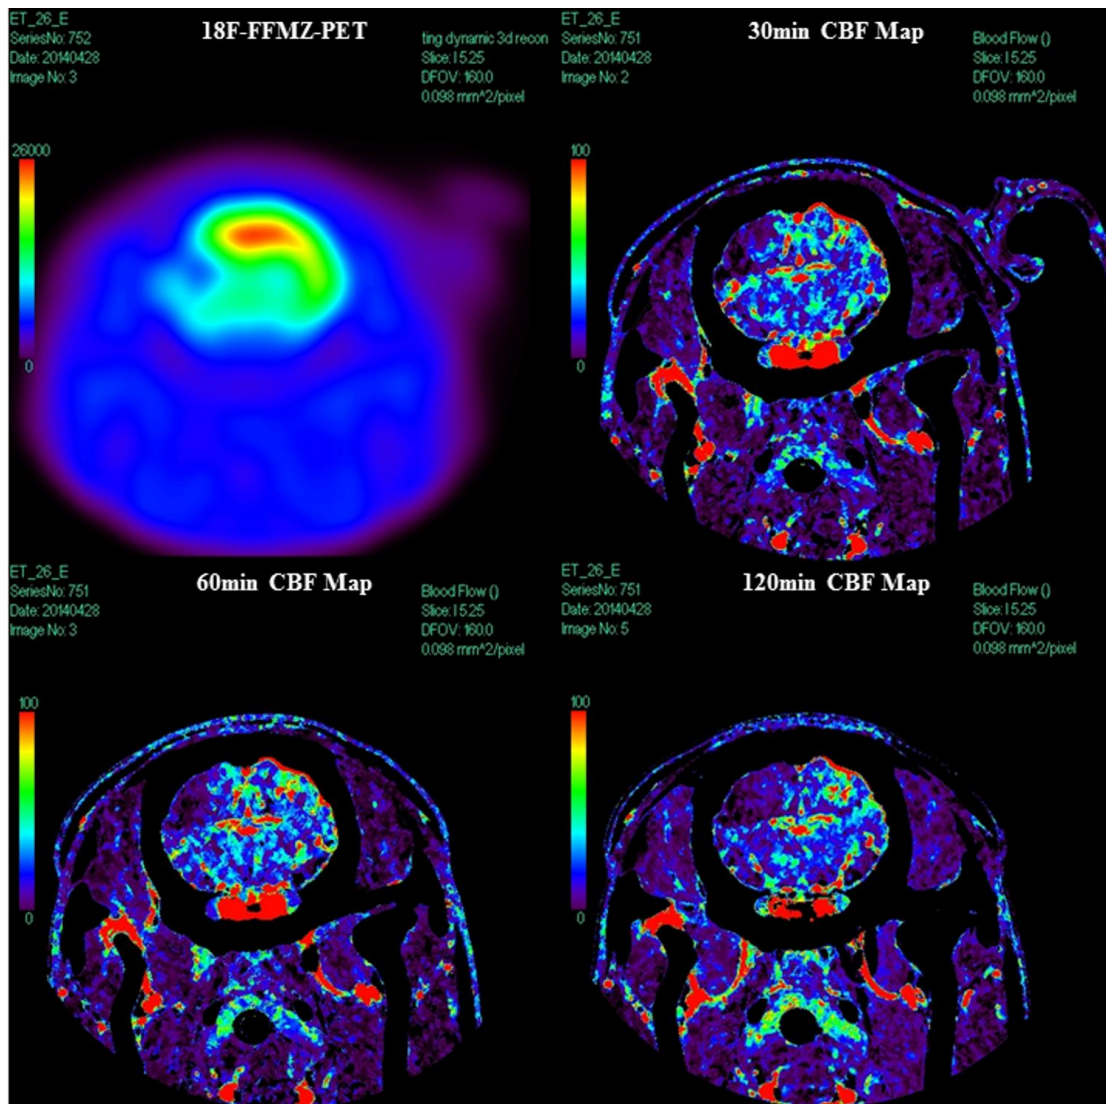 ET_26_E
SeriesNo: 752
Date: 20140428
Image No: 3
18F-FFMZ-PET
ting dynamic 3d recon
Slice: I 5.25
DFOV: 160.0
0.098 mm^2/pixel
26000
0
ET_26_E
SeriesNo: 751
Date: 20140428
Image No: 2
30min CBF Map
Blood Flow ()
Slice: I 5.25
DFOV: 160.0
0.098 mm^2/pixel
100
0
ET_26_E
SeriesNo: 751
Date: 20140428
Image No: 3
60min CBF Map
Blood Flow ()
Slice: I 5.25
DFOV: 160.0
0.098 mm^2/pixel
100
0
ET_26_E
SeriesNo: 751
Date: 20140428
Image No: 5
120min CBF Map
Blood Flow ()
Slice: I 5.25
DFOV: 160.0
0.098 mm^2/pixel
100
0